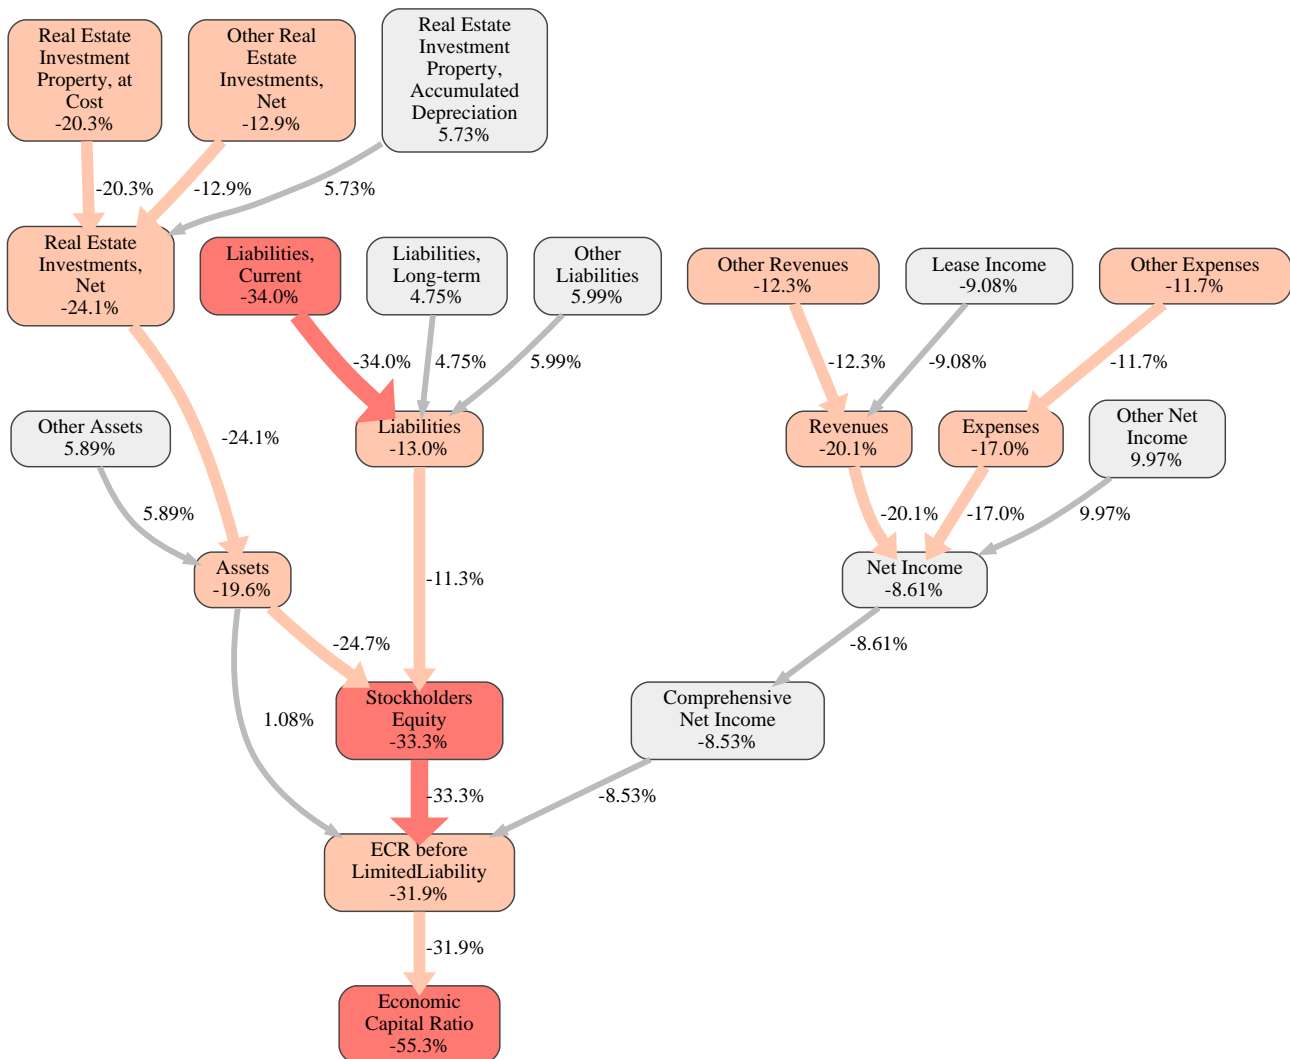 Real Estate
Investment
Property, at
Cost
-20.3%
Other Real
Estate
Investments,
Net
-12.9%
Real Estate
Investment
Property,
Accumulated
Depreciation
5.73%
-20.3%
-12.9%
5.73%
Real Estate
Investments,
Net
-24.1%
Liabilities,
Current
-34.0%
Liabilities,
Long-term
4.75%
Other
Liabilities
5.99%
Other Revenues
-12.3%
Lease Income
-9.08%
Other Expenses
-11.7%
-34.0%
4.75%
5.99%
-12.3%
-9.08%
-11.7%
Other Assets
5.89%
-24.1%
Liabilities
-13.0%
Revenues
-20.1%
Expenses
-17.0%
Other Net
Income
9.97%
5.89%
-20.1%
-17.0%
9.97%
Assets
-19.6%
-11.3%
Net Income
-8.61%
-24.7%
-8.61%
1.08%
Stockholders
Equity
-33.3%
Comprehensive
Net Income
-8.53%
-33.3%
-8.53%
ECR before
LimitedLiability
-31.9%
-31.9%
Economic
Capital Ratio
-55.3%